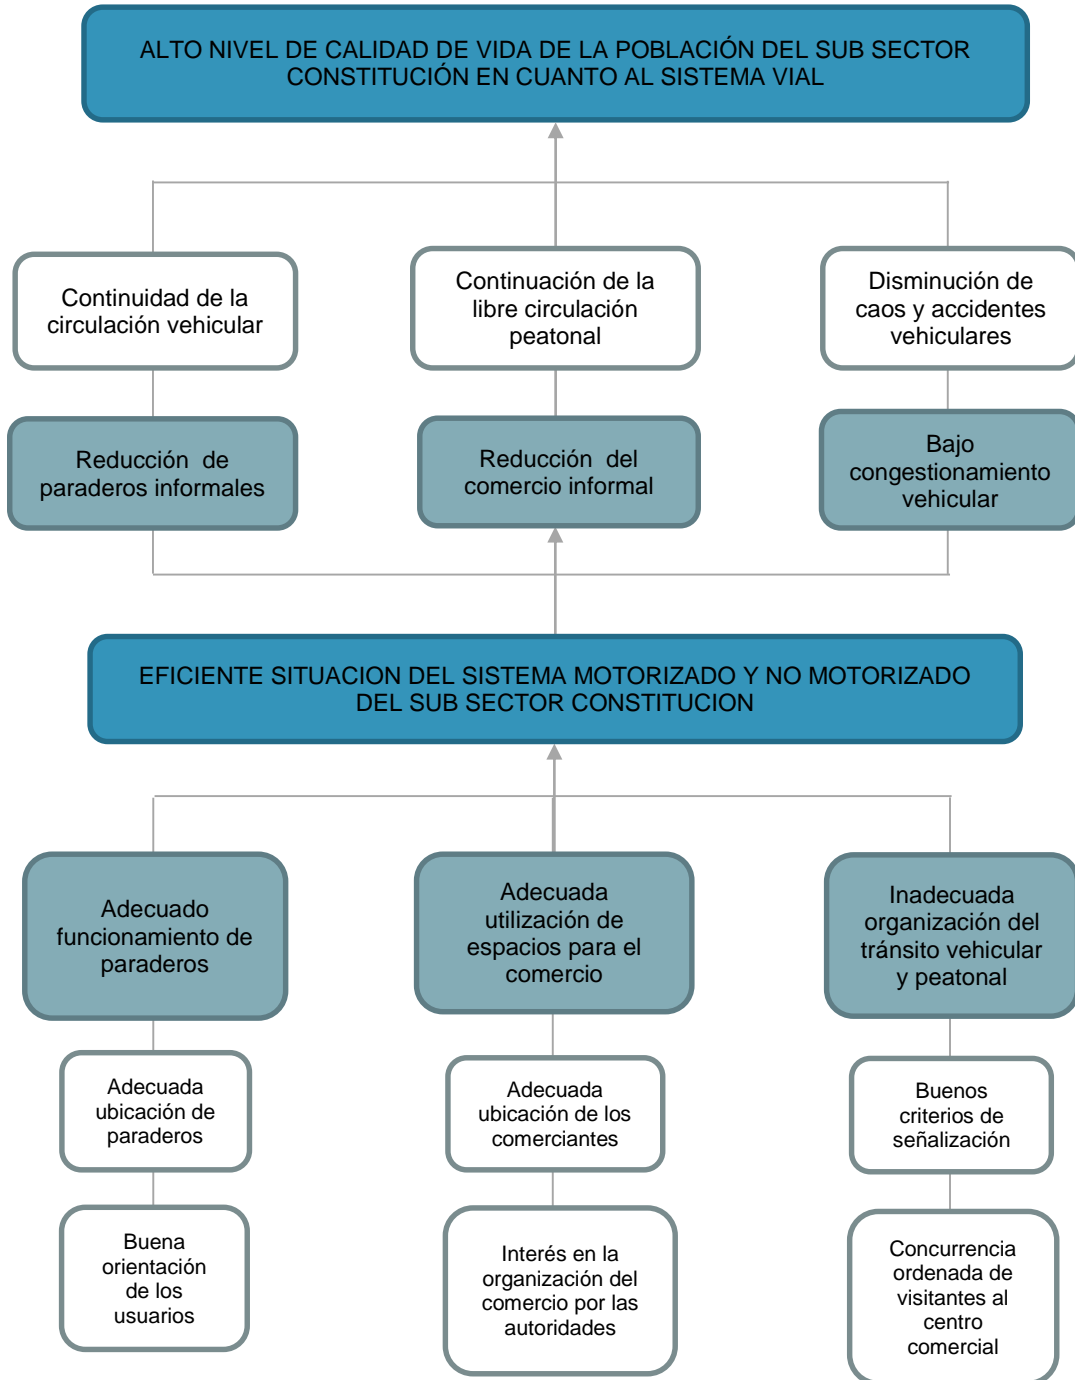 ALTO NIVEL DE CALIDAD DE VIDA DE LA POBLACIÓN DEL SUB SECTOR
CONSTITUCIÓN EN CUANTO AL SISTEMA VIAL
Continuidad de la
circulación vehicular
Continuación de la
libre circulación
peatonal
Disminución de
caos y accidentes
vehiculares
Reducción de
paraderos informales
Reducción del
comercio informal
Bajo
congestionamiento
vehicular
EFICIENTE SITUACION DEL SISTEMA MOTORIZADO Y NO MOTORIZADO
DEL SUB SECTOR CONSTITUCION
Adecuado
funcionamiento de
paraderos
Adecuada
utilización de
espacios para el
comercio
Inadecuada
organización del
tránsito vehicular
y peatonal
Adecuada
ubicación de
paraderos
Adecuada
ubicación de los
comerciantes
Buenos
criterios de
señalización
Buena
orientación
de los
usuarios
Interés en la
organización del
comercio por las
autoridades
Concurrencia
ordenada de
visitantes al
centro
comercial